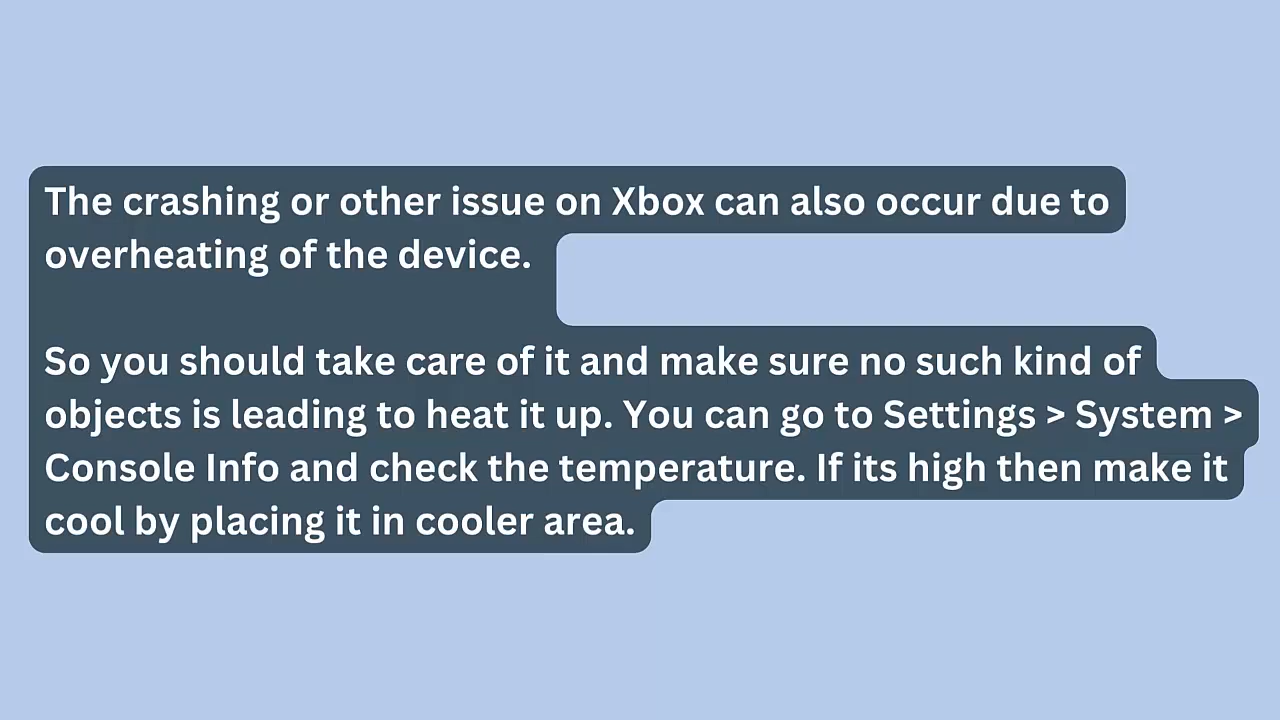 The crashing or other issue on Xbox can also occur due to
overheating of the device.
So you should take care of it and make sure no such kind of
objects is leading to heat it up. You can go to Settings > System >
Console Info and check the temperature. If its high then make it
cool by placing it in cooler area.